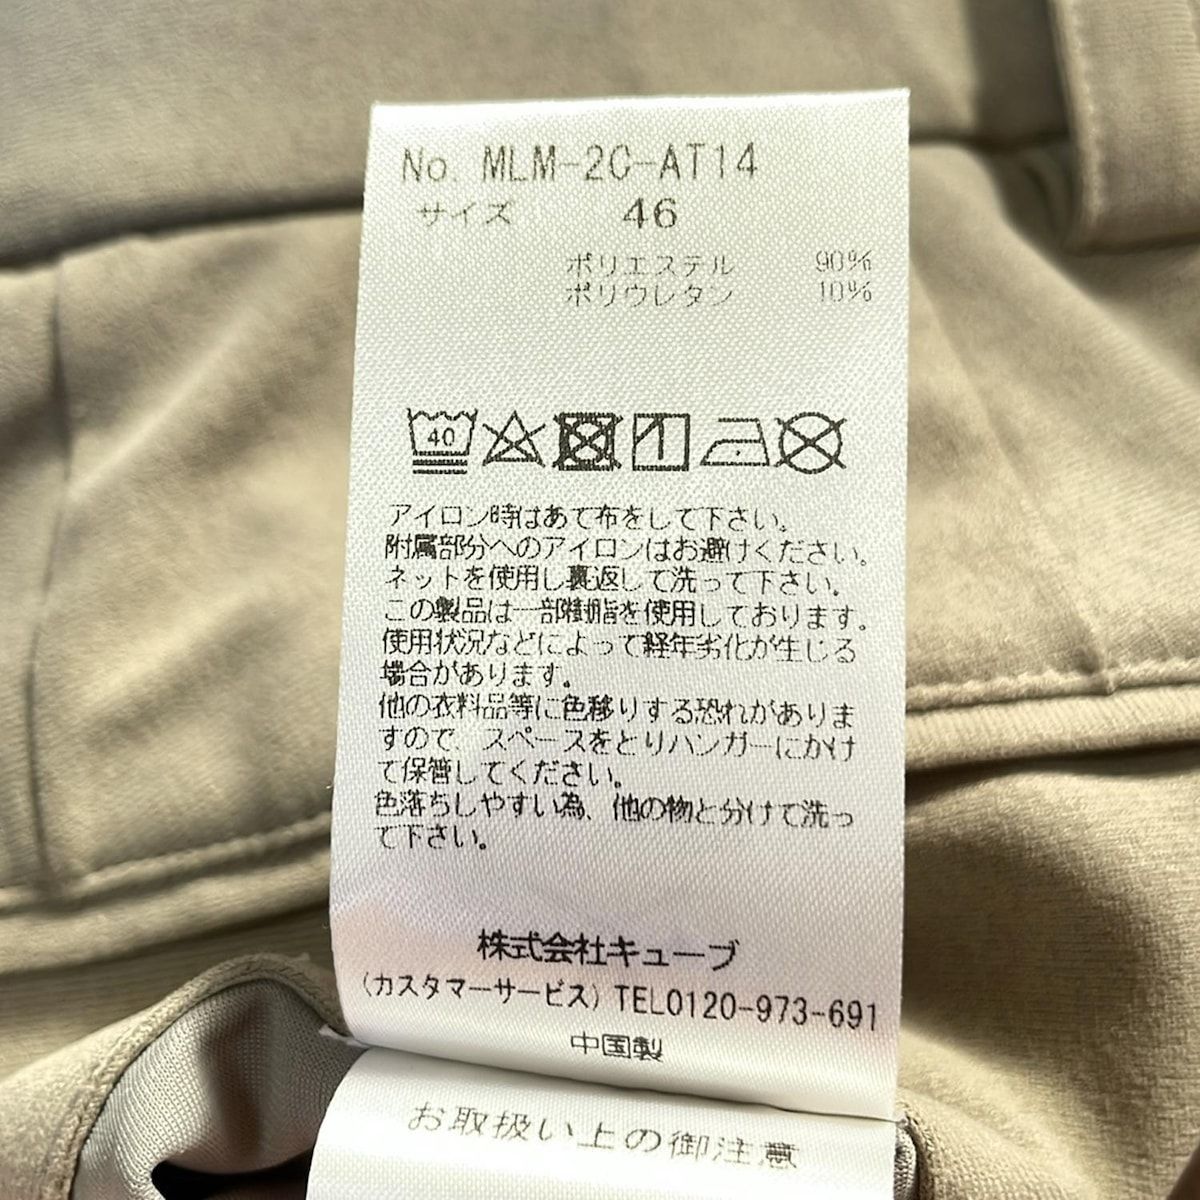 No. MLM-2C-AT14
サイズ 46
ポリエステル 90%
ポリウレタン 10%
40
アイロン時はあて布をして下さい。
附属部分へのアイロンはお避けください。
ネットを使用し裏返して洗って下さい。
この製品は一部樹脂を使用しております。
使用状況などによって経年劣化が生じる
場合があります。
他の衣料品等に色移りする恐れがありま
すので、スペースをとりハンガーにかけ
て保管してください。
色落ちしやすい為、他の物と分けて洗っ
て下さい。
株式会社キューブ
(カスタマーサービス) TEL0120-973-691
中国製
お取扱い上の御注意